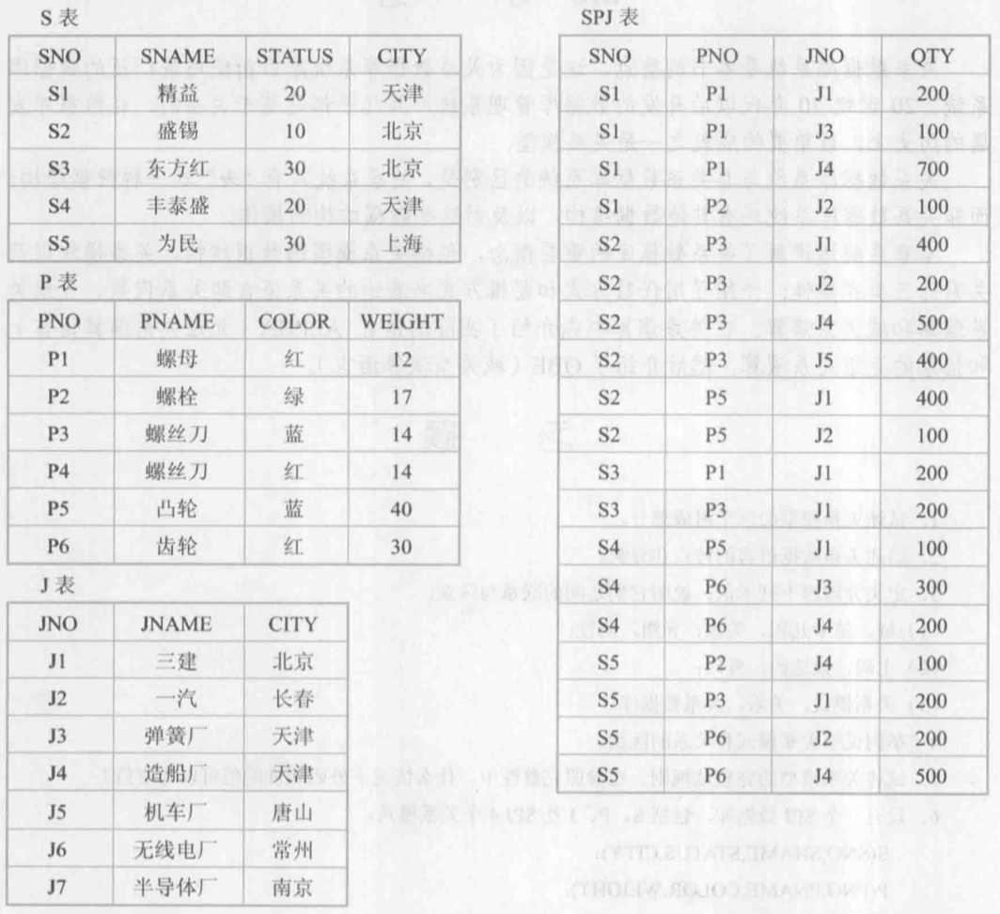 S 表
SNO SNAME STATUS CITY
S1 精益 20 天津
S2 盛锡 10 北京
S3 东方红 30 北京
S4 丰泰盛 20 天津
S5 为民 30 上海
P 表
PNO PNAME COLOR WEIGHT
P1 螺母 红 12
P2 螺栓 绿 17
P3 螺丝刀 蓝 14
P4 螺丝刀 红 14
P5 凸轮 蓝 40
P6 齿轮 红 30
J 表
JNO JNAME CITY
J1 三建 北京
J2 一汽 长春
J3 弹簧厂 天津
J4 造船厂 天津
J5 机车厂 唐山
J6 无线电厂 常州
J7 半导体厂 南京
SPJ 表
SNO PNO JNO QTY
S1 P1 J1 200
S1 P1 J3 100
S1 P1 J4 700
S1 P2 J2 100
S2 P3 J1 400
S2 P3 J2 200
S2 P3 J4 500
S2 P3 J5 400
S2 P5 J1 400
S2 P5 J2 100
S3 P1 J1 200
S3 P3 J1 200
S4 P5 J1 100
S4 P6 J3 300
S4 P6 J4 200
S5 P2 J4 100
S5 P3 J1 200
S5 P6 J2 200
S5 P6 J4 500